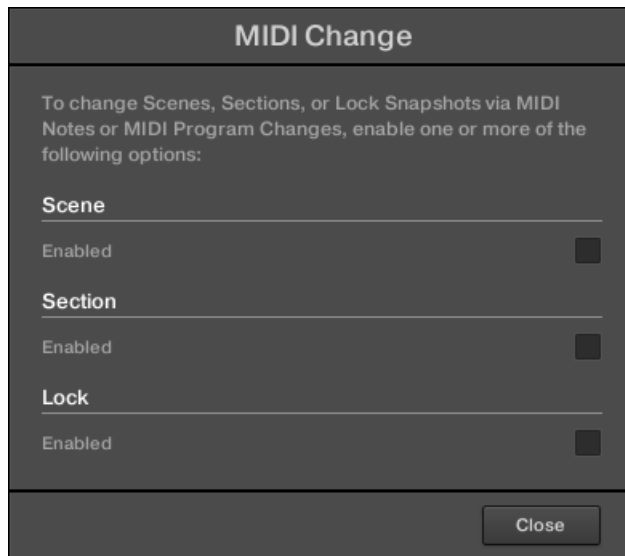 MIDI Change
To change Scenes, Sections, or Lock Snapshots via MIDI
Notes or MIDI Program Changes, enable one or more of the
following options:
Scene
Enabled
Section
Enabled
Lock
Enabled
Close